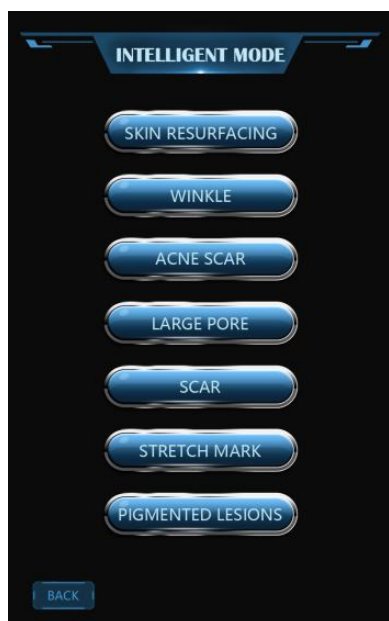 INTELLIGENT MODE
SKIN RESURFACING
WINKLE
ACNE SCAR
LARGE PORE
SCAR
STRETCH MARK
PIGMENTED LESIONS
BACK